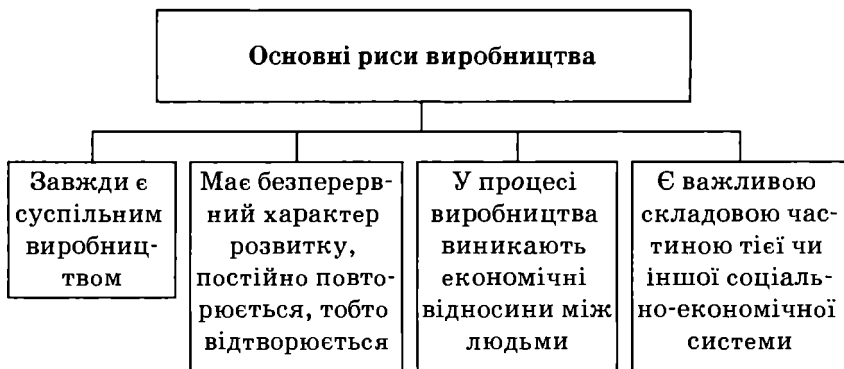 Основні риси виробництва
Завжди є
суспільним
виробниц-
твом
Має безперерв-
ний характер
розвитку,
постійно повто-
рюється, тобто
відтворюється
У процесі
виробництва
виникають
економічні
відносини між
людьми
Є важливою
складовою час-
тиною тієї чи
іншої соціаль-
но-економічної
системи